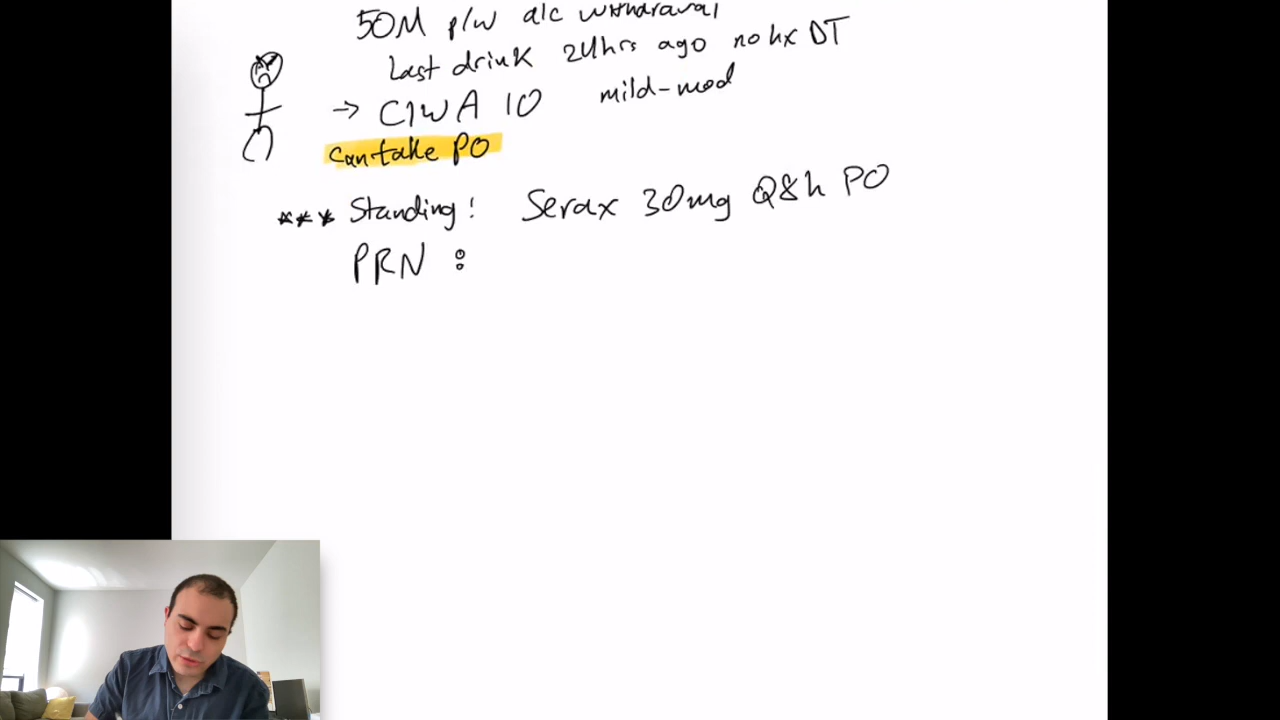 50M p/w alc withdraval
Last drink 24hrs ago no hx DT
→ CIWA 10 mild-mod
Can take PO
*** Standing! Serax 30mg Q8h PO
PRN :